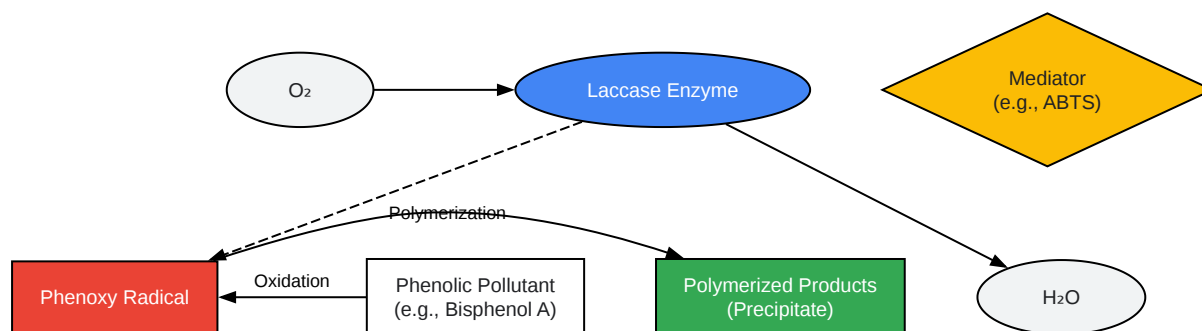 O₂
Laccase Enzyme
Mediator
(e.g., ABTS)
Polymerization
Phenoxy Radical
Oxidation
Phenolic Pollutant
(e.g., Bisphenol A)
Polymerized Products
(Precipitate)
H₂O